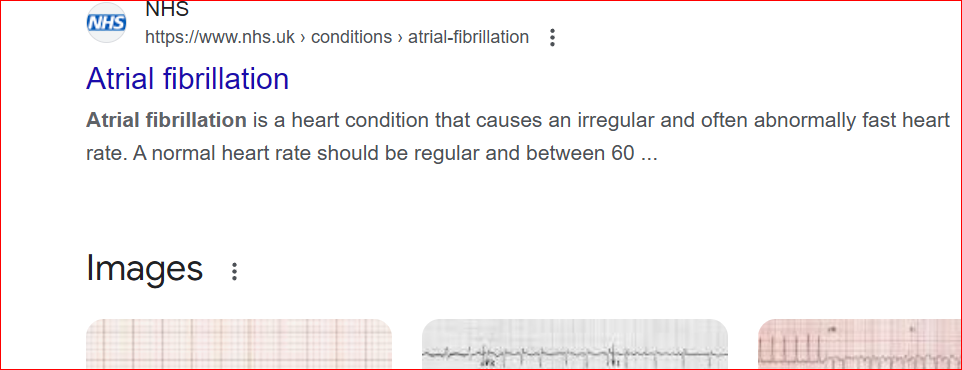 NHS
NHS
https://www.nhs.uk › conditions › atrial-fibrillation
Atrial fibrillation
Atrial fibrillation is a heart condition that causes an irregular and often abnormally fast heart
rate. A normal heart rate should be regular and between 60 ...
Images